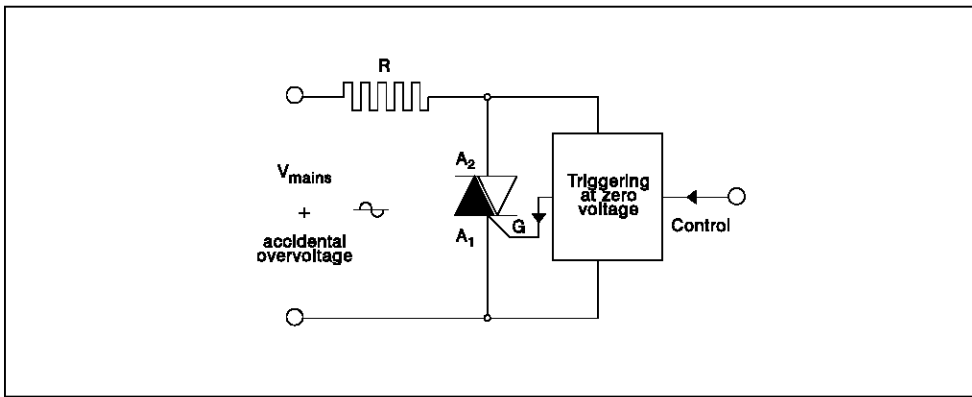 R
A2
Vmains
+
accidental
overvoltage
A1
G
Triggering
at zero
voltage
Control